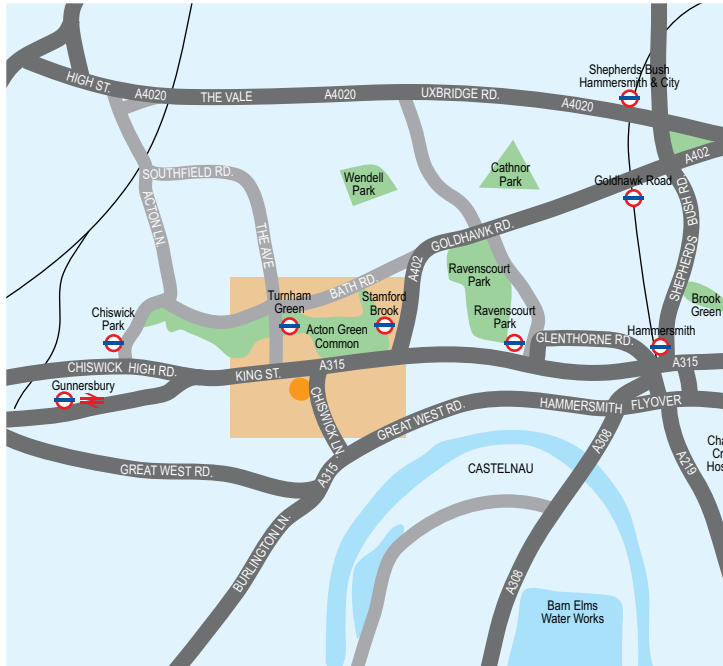 HIGH ST.
A4020
THE VALE
A4020
UXBRIDGE RD.
A4020
Shepherds Bush
Hammersmith & City
A402
SOUTHFIELD RD.
ACTON LN.
THE AVE
Wendell
Park
Cathnor
Park
Goldhawk Road
GOLDHAWK RD.
A402
SHEPHERDS BUSH RD
BATH RD.
Ravenscourt
Park
Turnham
Green
Stamford
Brook
Brook
Green
Chiswick
Park
Acton Green
Common
Ravenscourt
Park
GLENTHORNE RD.
Hammersmith
CHISWICK HIGH RD.
KING ST.
A315
A315
Gunnersbury
CHISWICK LN.
GREAT WEST RD.
HAMMERSMITH FLYOVER
A308
A219
GREAT WEST RD.
A315
CASTELNAU
BURLINGTON LN.
A308
Barn Elms
Water Works